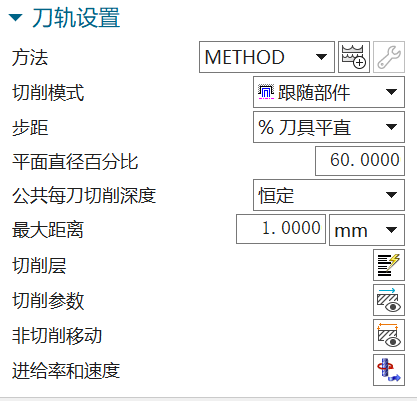 刀轨设置
方法 METHOD
切削模式 跟随部件
步距 % 刀具平直
平面直径百分比 60.0000
公共每刀切削深度 恒定
最大距离 1.0000 mm
切削层
切削参数
非切削移动
进给率和速度